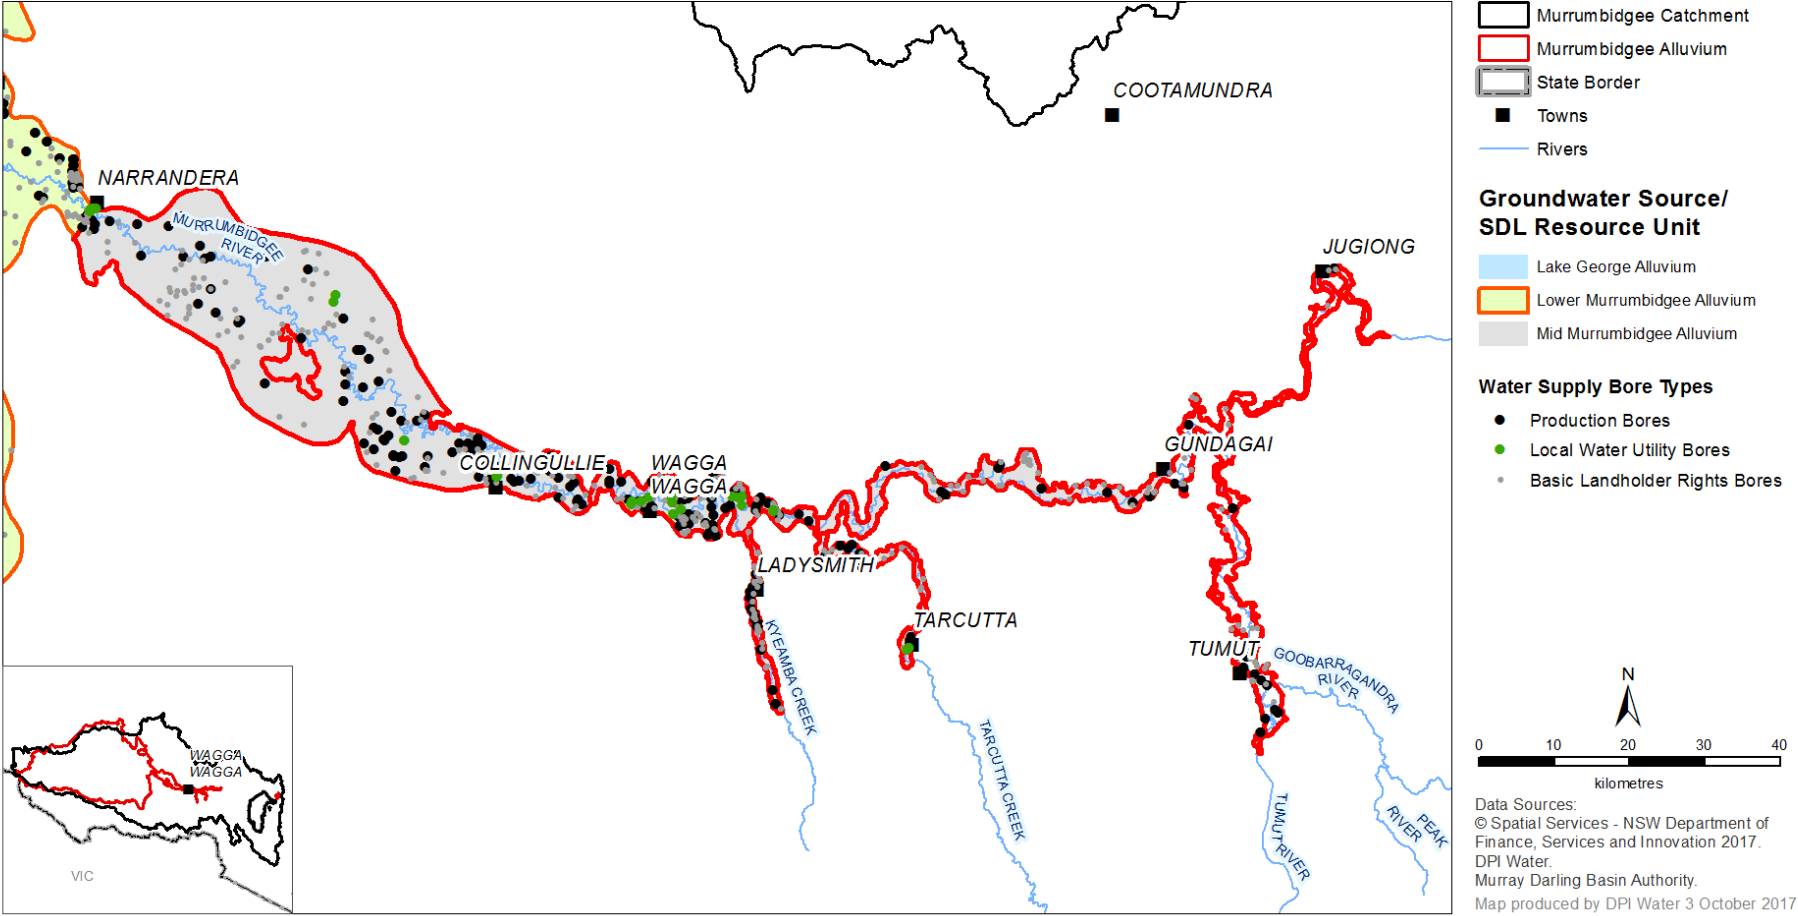 COOTAMUNDRA
NARRANDERA
MURRUMBIDGEE
RIVER
JUGIONG
GUNDAGAI
COLLINGULLIE
WAGGA
WAGGA
LADYSMITH
TARCUTTA
TUMUT
GOOBARRAGANDRA
RIVER
KYEAMBA CREEK
TARCUTTA CREEK
TUMUT RIVER
PEAK
RIVER
WAGGA
WAGGA
VIC
Murrumbidgee Catchment
Murrumbidgee Alluvium
State Border
Towns
Rivers
Groundwater Source/
SDL Resource Unit
Lake George Alluvium
Lower Murrumbidgee Alluvium
Mid Murrumbidgee Alluvium
Water Supply Bore Types
Production Bores
Local Water Utility Bores
Basic Landholder Rights Bores
N
0 10 20 30 40
kilometres
Data Sources:
© Spatial Services - NSW Department of
Finance, Services and Innovation 2017.
DPI Water.
Murray Darling Basin Authority.
Map produced by DPI Water 3 October 2017